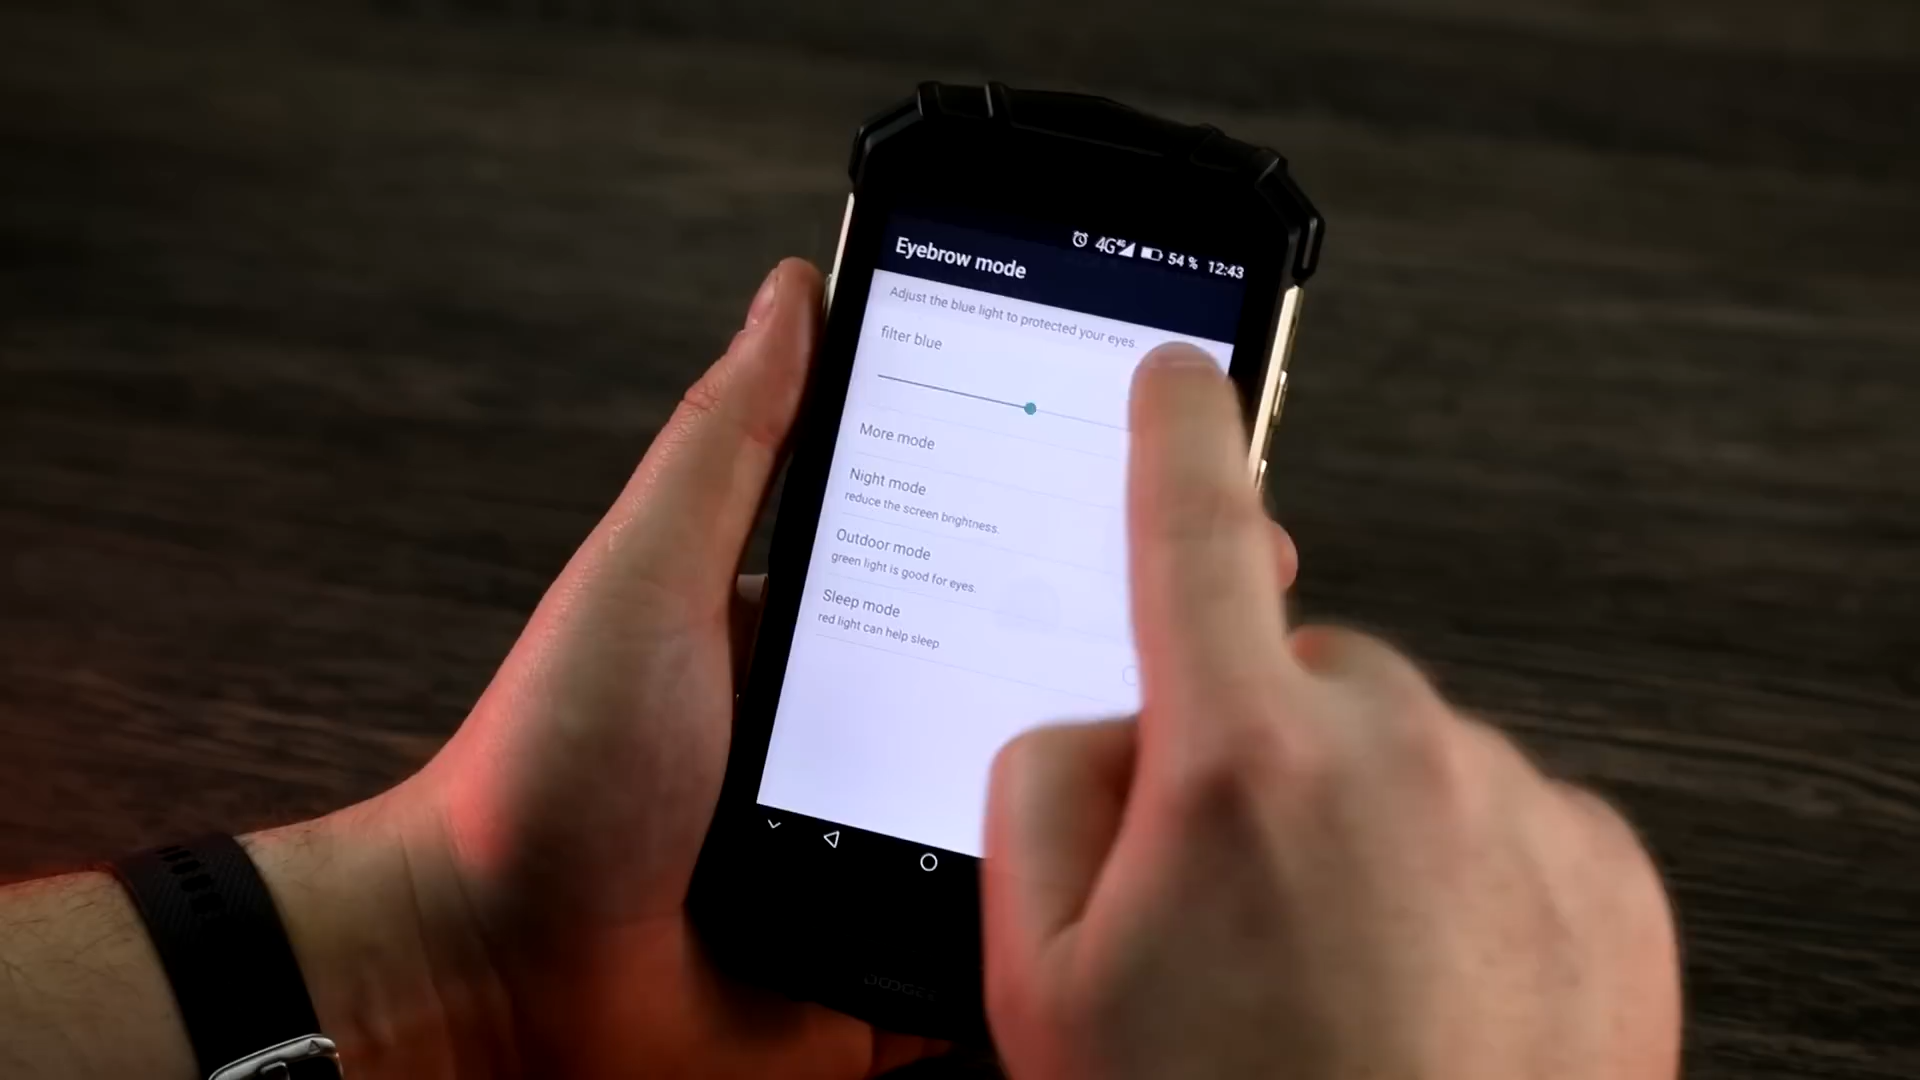 4G 4G 54 % 12:43
Eyebrow mode
Adjust the blue light to protected your eyes.
filter blue
More mode
Night mode
reduce the screen brightness.
Outdoor mode
green light is good for eyes.
Sleep mode
red light can help sleep
DOOGEE